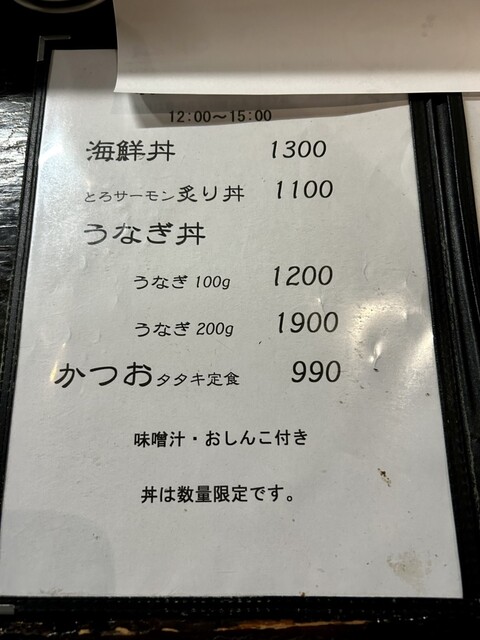 12:00～15:00
海鮮丼 1300
とろサーモン炙り丼 1100
うなぎ丼
うなぎ 100g 1200
うなぎ 200g 1900
かつおタタキ定食 990
味噌汁・おしんこ付き
丼は数量限定です。